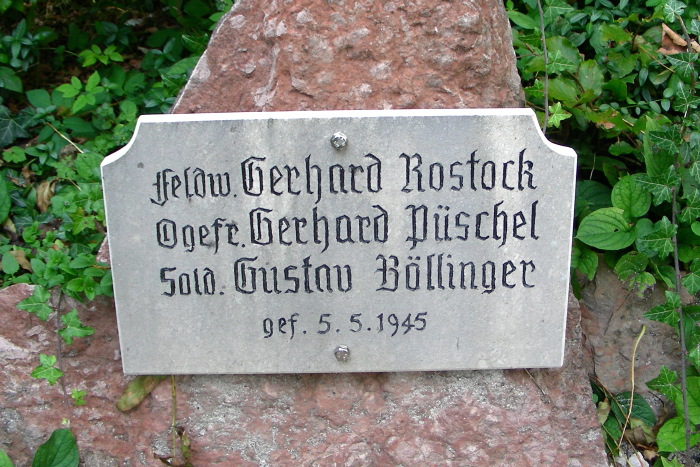 Feldw. Gerhard Rostock
Ogefr. Gerhard Püschel
Sold. Gustav Böllinger
gef. 5.5.1945